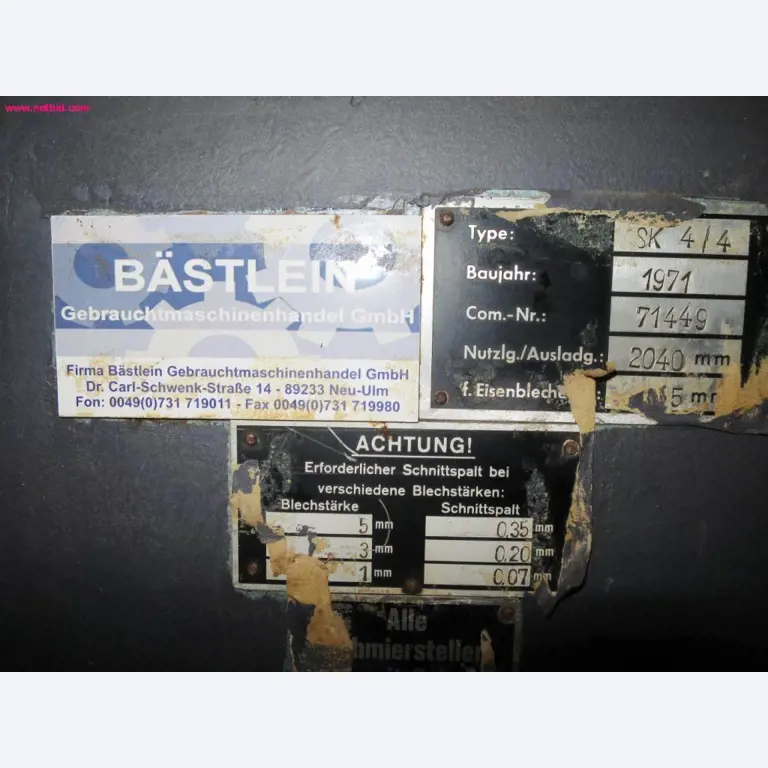 www.netbid.com
BÄSTLEIN
Gebrauchtmaschinenhandel GmbH
Firma Bästlein Gebrauchtmaschinenhandel GmbH
Dr. Carl-Schwenk-Straße 14 - 89233 Neu-Ulm
Fon: 0049(0)731 719011 - Fax 0049(0)731 719980
Type: SK 4/4
Baujahr: 1971
Com.-Nr.: 71449
Nutzlg./Ausladg.: 2040 mm
f. Eisenbleche 5 mm
ACHTUNG!
Erforderlicher Schnittspalt bei
verschiedene Blechstärken:
Blechstärke Schnittspalt
5 mm 0,35 mm
3 mm 0,20 mm
1 mm 0,07 mm
Alle